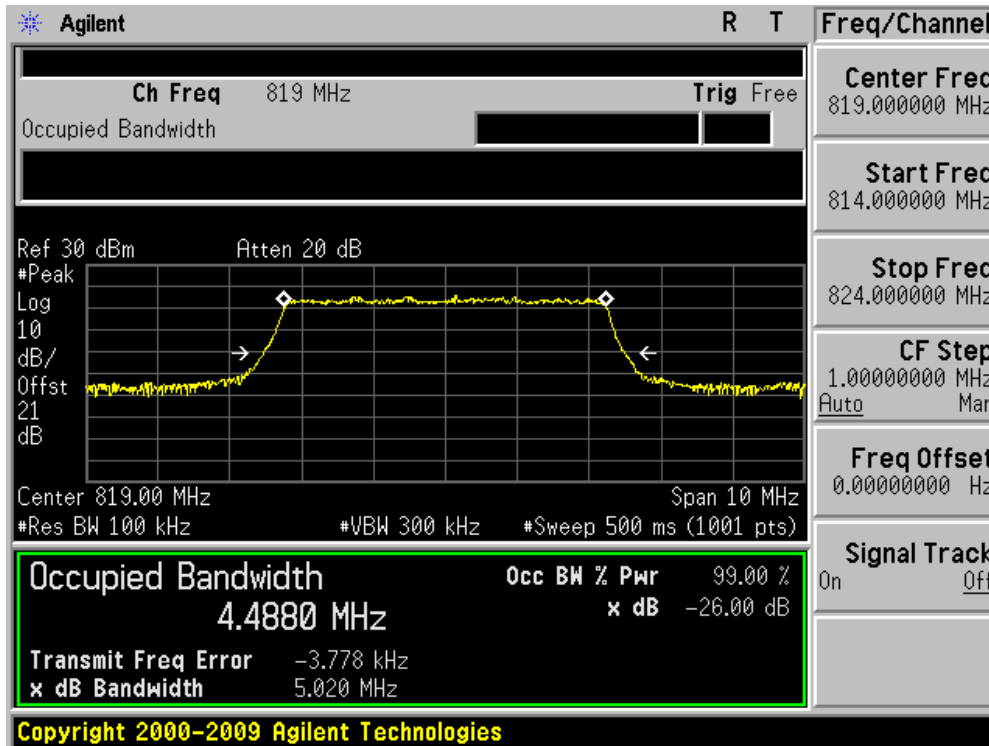 Agilent R T
Ch Freq 819 MHz Trig Free
Occupied Bandwidth
Ref 30 dBm Atten 20 dB
#Peak
Log
10
dB/
Offst
21
dB
Center 819.00 MHz Span 10 MHz
#Res BW 100 kHz #VBW 300 kHz #Sweep 500 ms (1001 pts)
Occupied Bandwidth Occ BW % Pwr 99.00 %
4.4880 MHz x dB -26.00 dB
Transmit Freq Error -3.778 kHz
x dB Bandwidth 5.020 MHz
Copyright 2000-2009 Agilent Technologies
Freq/Channel
Center Freq
819.000000 MHz
Start Freq
814.000000 MHz
Stop Freq
824.000000 MHz
CF Step
1.00000000 MHz
Auto Man
Freq Offset
0.00000000 Hz
Signal Track
On Off